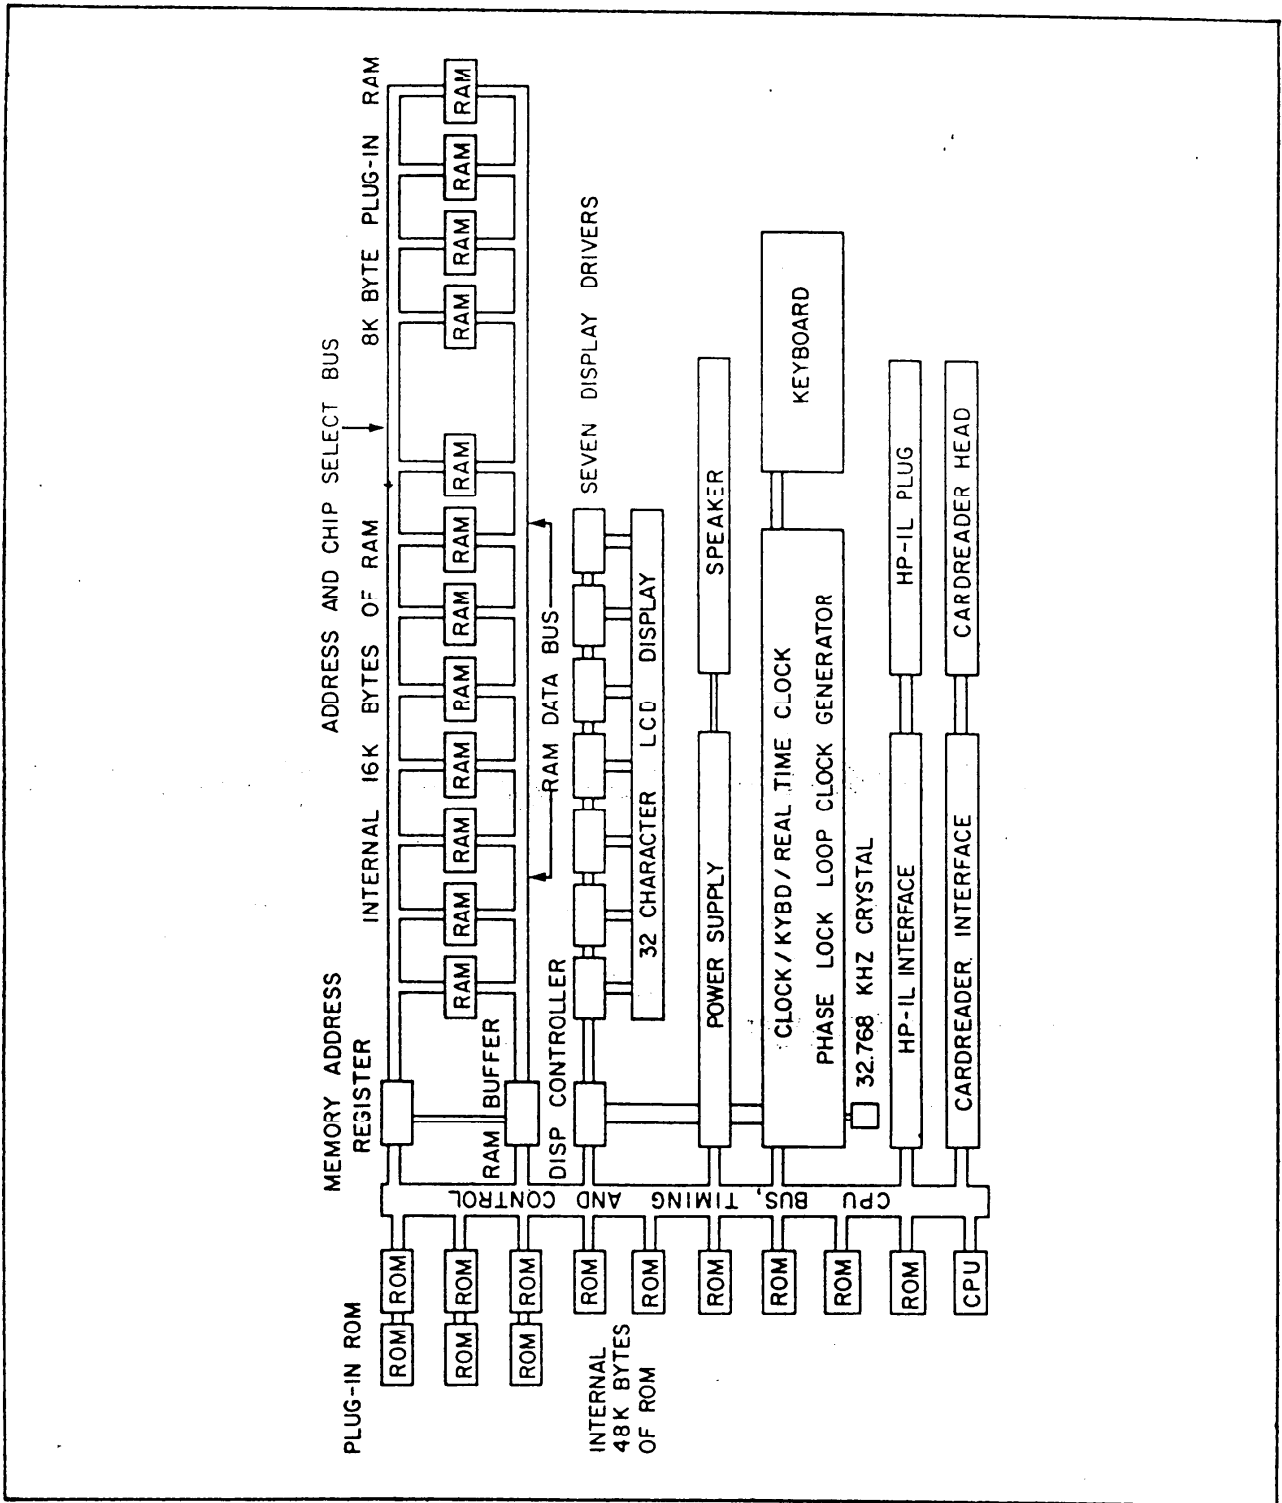 ADDRESS AND CHIP SELECT BUS
INTERNAL 16K BYTES OF RAM
8K BYTE PLUG-IN RAM
MEMORY ADDRESS
REGISTER
RAM
RAM
RAM
RAM
RAM
RAM
RAM
RAM
RAM
RAM
RAM
RAM
RAM BUFFER
RAM DATA BUS
DISP CONTROLLER
SEVEN DISPLAY DRIVERS
32 CHARACTER LCD DISPLAY
POWER SUPPLY
SPEAKER
CLOCK/KYBD/REAL TIME CLOCK
PHASE LOCK LOOP CLOCK GENERATOR
KEYBOARD
32.768 KHZ CRYSTAL
HP-IL INTERFACE
HP-IL PLUG
CARDREADER INTERFACE
CARDREADER HEAD
CPU BUS, TIMING AND CONTROL
PLUG-IN ROM
ROM
ROM
ROM
ROM
ROM
ROM
INTERNAL
48K BYTES
OF ROM
ROM
ROM
ROM
ROM
ROM
ROM
CPU